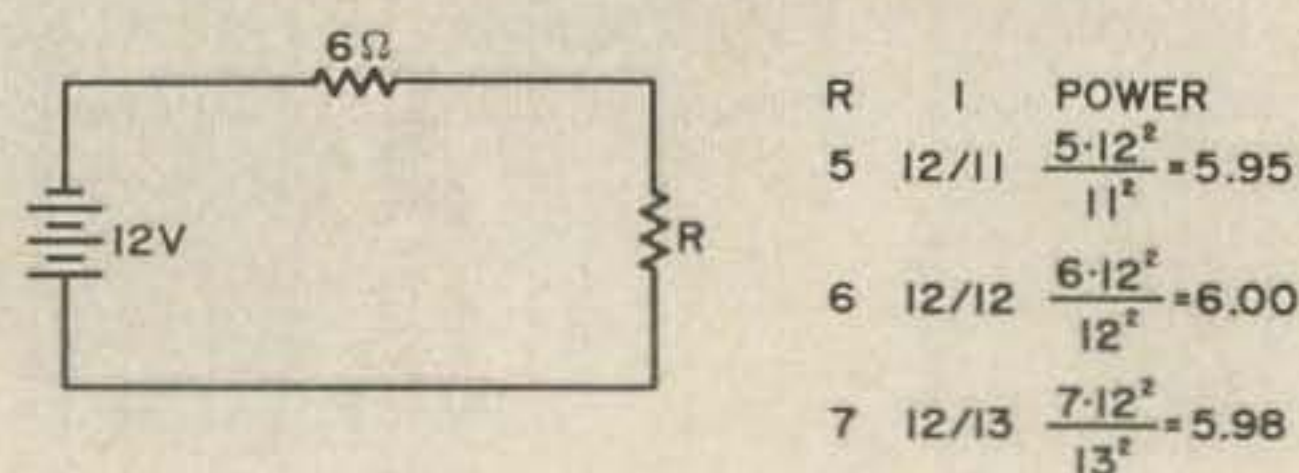 6Ω
12V
R
R I POWER
5 12/11 5·12²/11² = 5.95
6 12/12 6·12²/12² = 6.00
7 12/13 7·12²/13² = 5.98